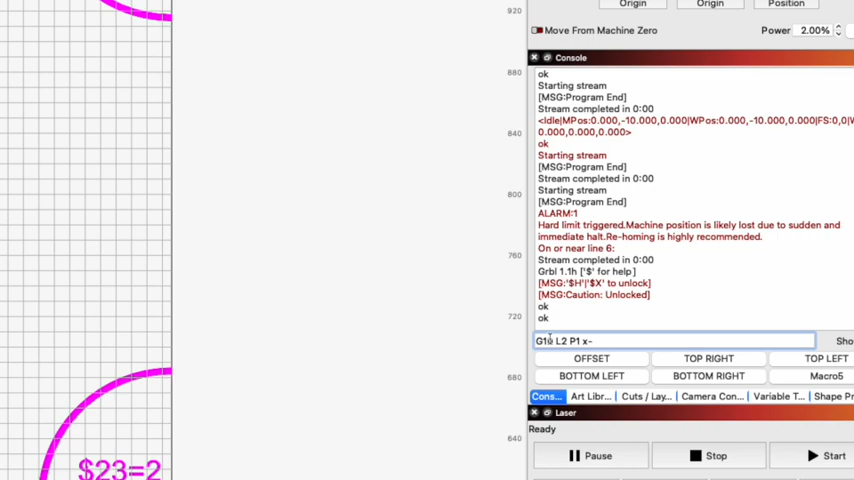 920
Origin
Origin
Position
Move From Machine Zero
Power 2.00%
Console
880
ok
Starting stream
[MSG:Program End]
Stream completed in 0:00
<Idle|MPos:0.000,-10.000,0.000|WPos:0.000,-10.000,0.000|FS:0,0|W
0.000,0.000,0.000>
840
ok
Starting stream
[MSG:Program End]
Stream completed in 0:00
800
Starting stream
[MSG:Program End]
ALARM:1
Hard limit triggered.Machine position is likely lost due to sudden and
immediate halt.Re-homing is highly recommended.
On or near line 6:
760
Stream completed in 0:00
Grbl 1.1h ['$' for help]
[MSG:'$H'|'$X' to unlock]
[MSG:Caution: Unlocked]
ok
720
ok
G10 L2 P1 x-
Sho
OFFSET
TOP RIGHT
TOP LEFT
680
BOTTOM LEFT
BOTTOM RIGHT
Macro5
Cons...
Art Libr...
Cuts / Lay...
Camera Con...
Variable T...
Shape Pr
Laser
Ready
640
Pause
Stop
Start
$23=2